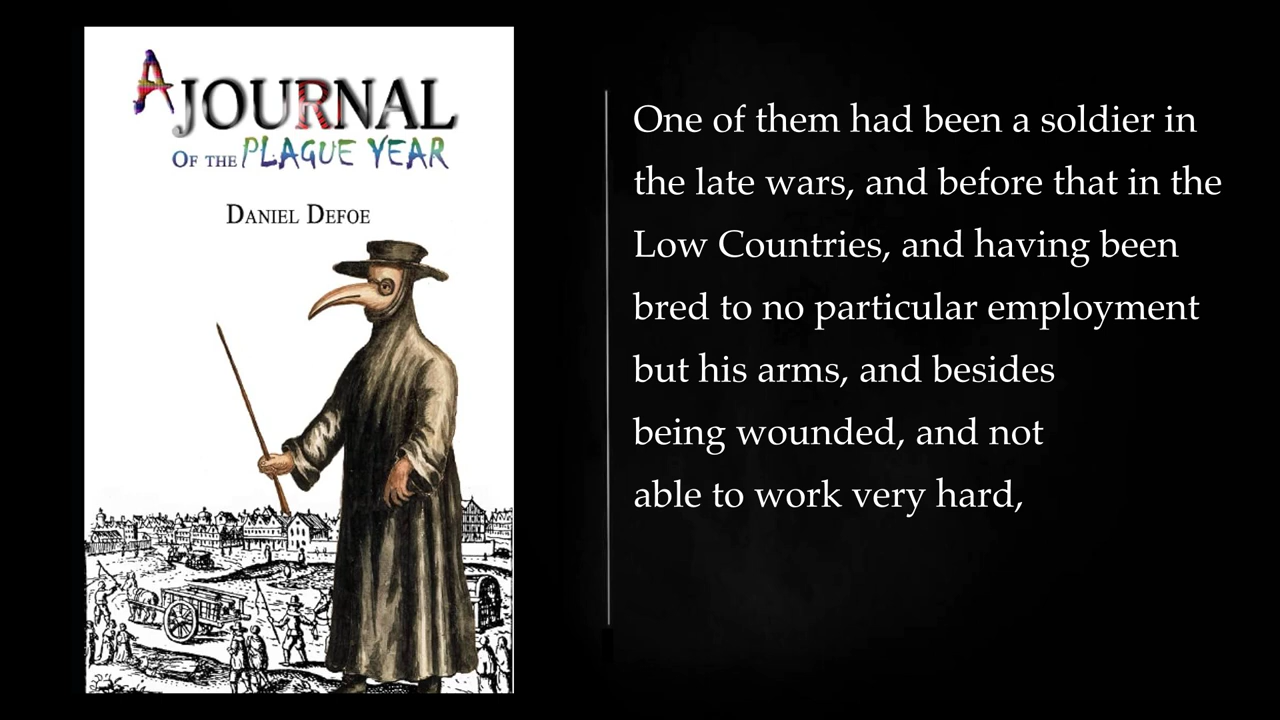 A JOURNAL
OF THE PLAGUE YEAR
DANIEL DEFOE
One of them had been a soldier in
the late wars, and before that in the
Low Countries, and having been
bred to no particular employment
but his arms, and besides
being wounded, and not
able to work very hard,